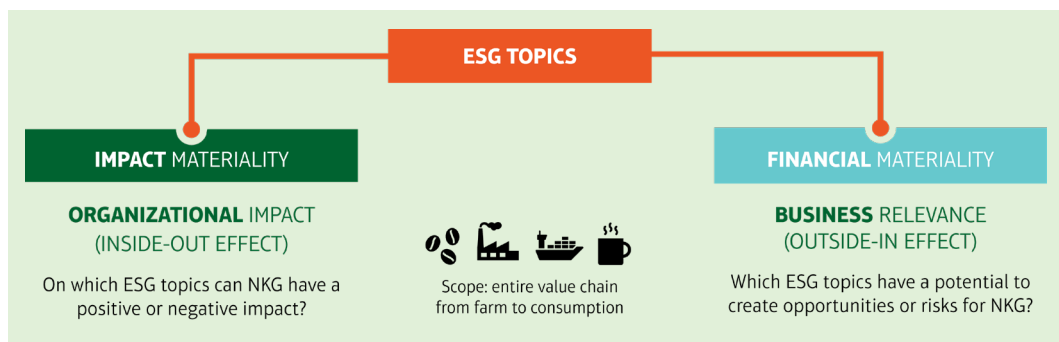 ESG TOPICS
IMPACT MATERIALITY
ORGANIZATIONAL IMPACT
(INSIDE-OUT EFFECT)
On which ESG topics can NKG have a
positive or negative impact?
Scope: entire value chain
from farm to consumption
FINANCIAL MATERIALITY
BUSINESS RELEVANCE
(OUTSIDE-IN EFFECT)
Which ESG topics have a potential to
create opportunities or risks for NKG?